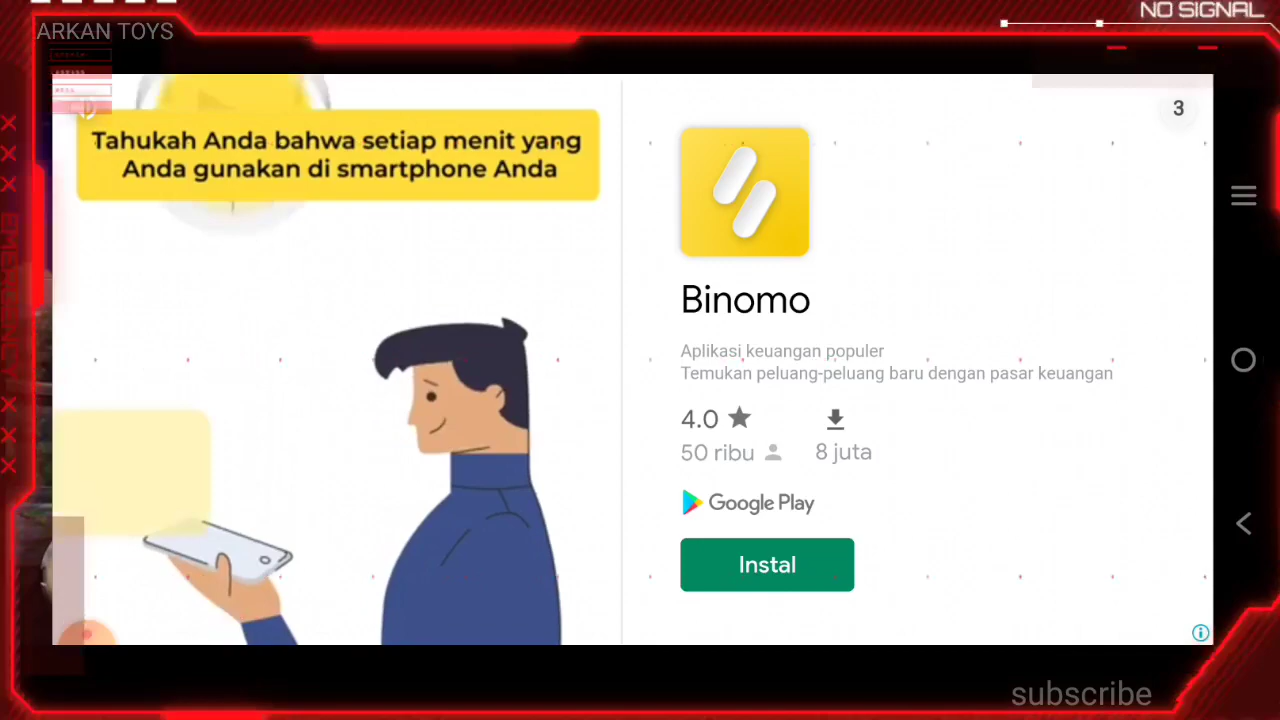 NO SIGNAL
ARKAN TOYS
3
Tahukah Anda bahwa setiap menit yang
Anda gunakan di smartphone Anda
Binomo
Aplikasi keuangan populer
Temukan peluang-peluang baru dengan pasar keuangan
4.0
50 ribu
8 juta
Google Play
Instal
EMERGENCY
subscribe